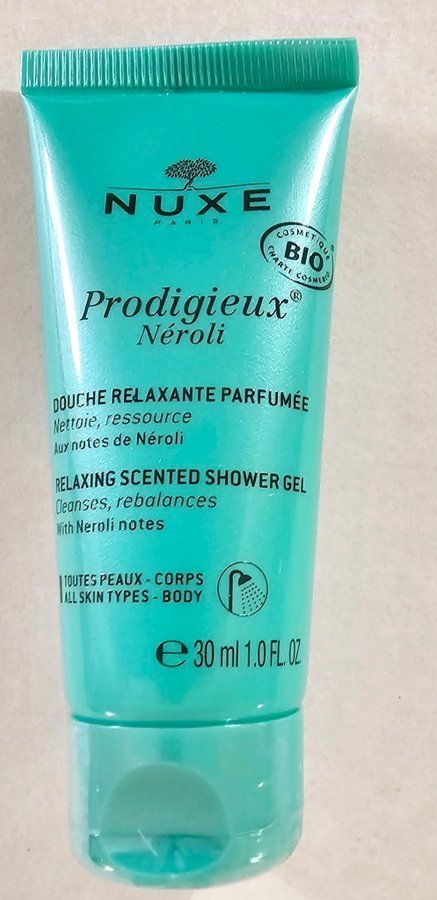 NUXE
PARIS
COSMETIQUE
BIO
CHARTE COSMEBIO
Prodigieux®
Néroli
DOUCHE RELAXANTE PARFUMÉE
Nettoie, ressource
Aux notes de Néroli
RELAXING SCENTED SHOWER GEL
Cleanses, rebalances
With Neroli notes
TOUTES PEAUX - CORPS
ALL SKIN TYPES - BODY
℮ 30 ml 1.0 FL. OZ.